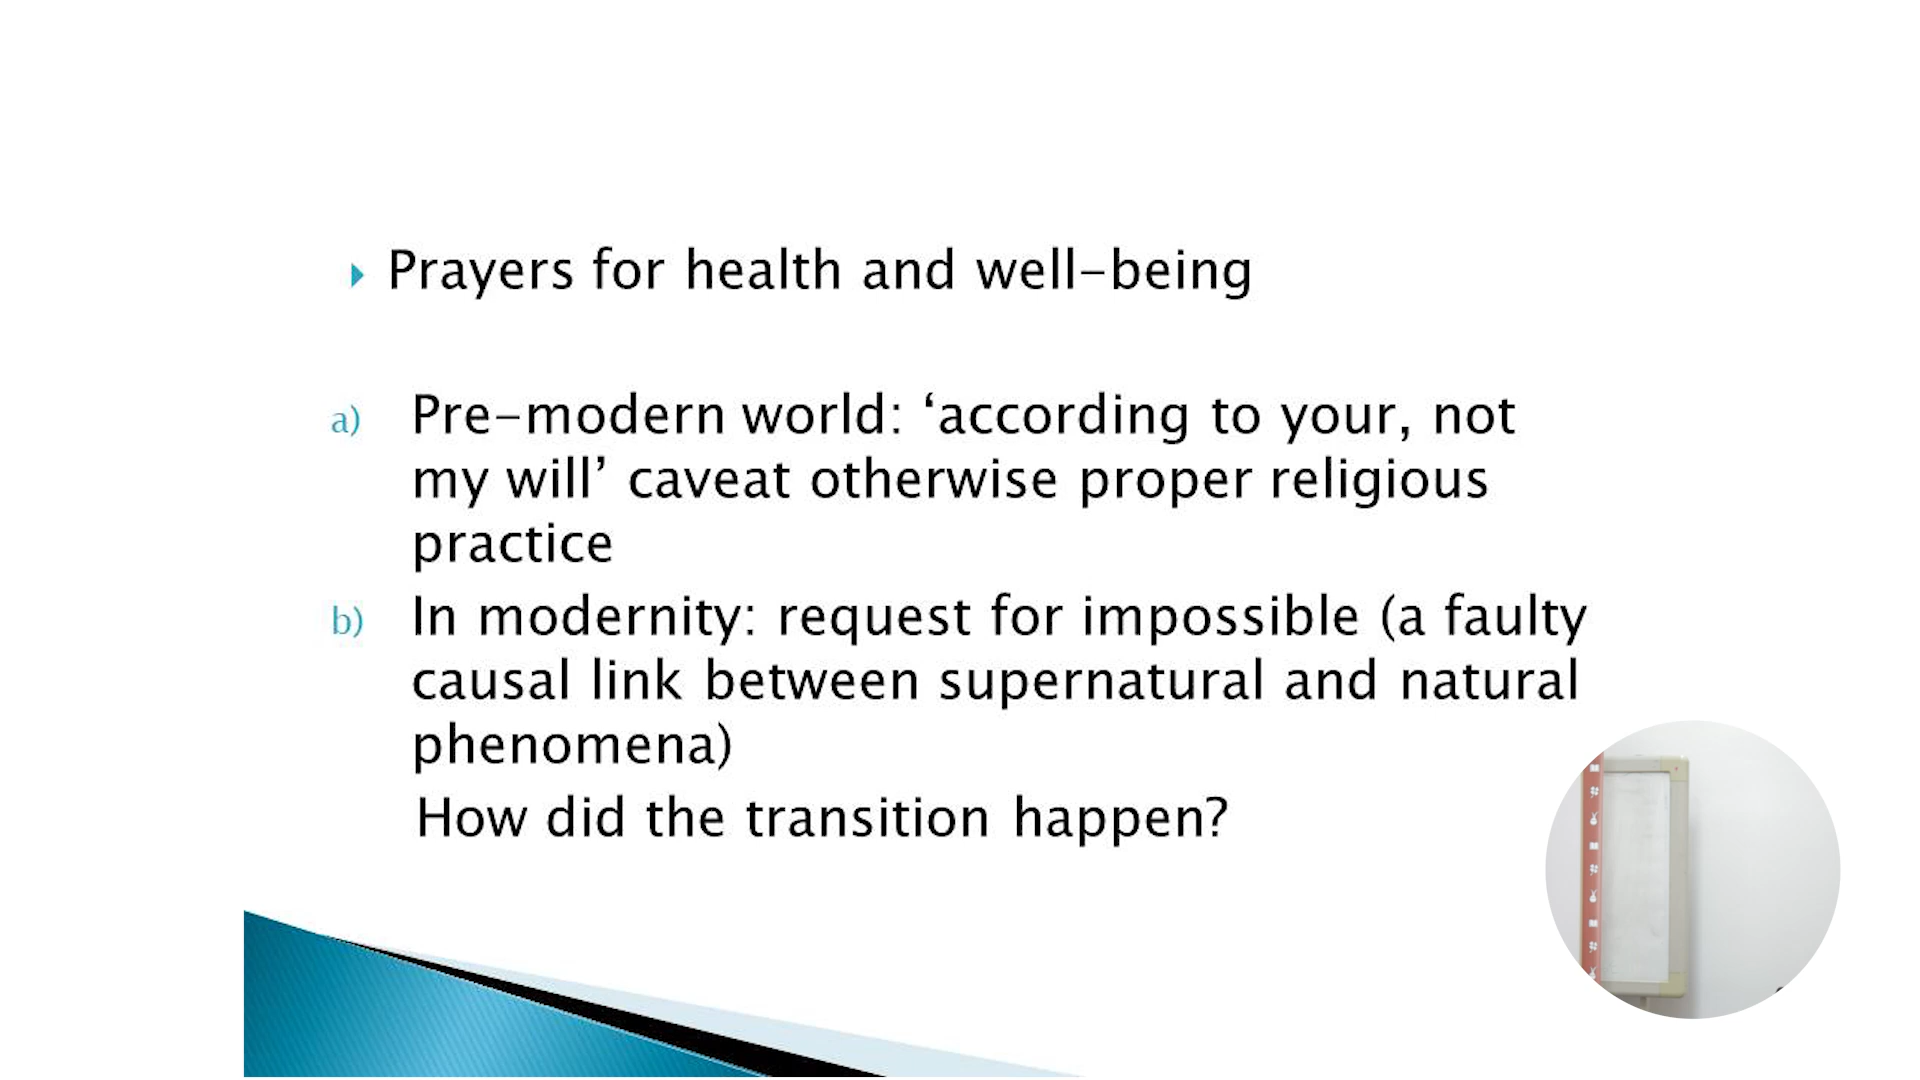 Prayers for health and well-being
a) Pre-modern world: ‘according to your, not
my will’ caveat otherwise proper religious
practice
b) In modernity: request for impossible (a faulty
causal link between supernatural and natural
phenomena)
How did the transition happen?